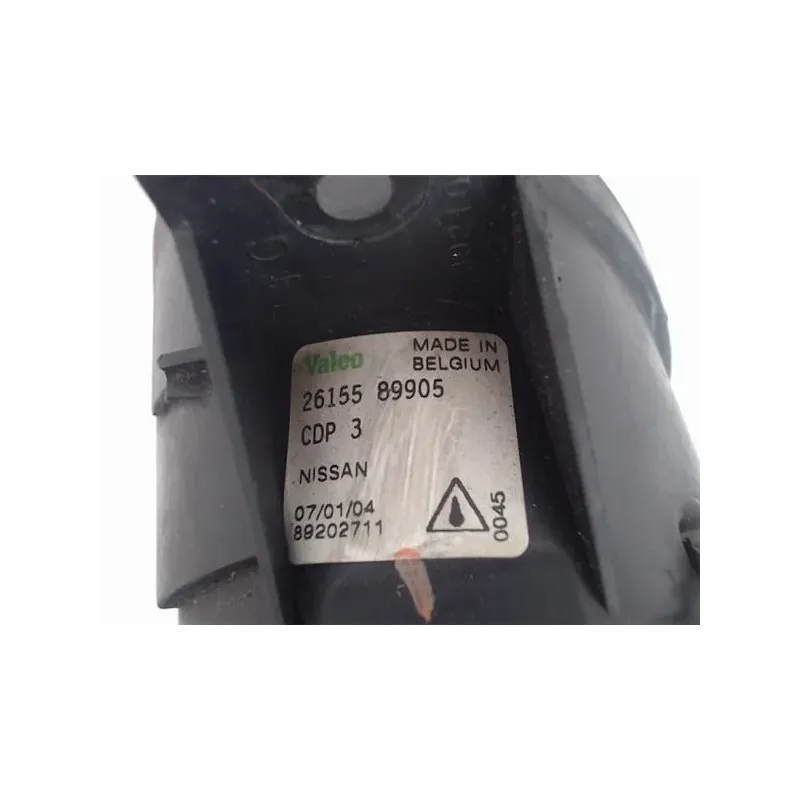 Valeo
MADE IN
BELGIUM
26155 89905
CDP 3
NISSAN
07/01/04
89202711
0045